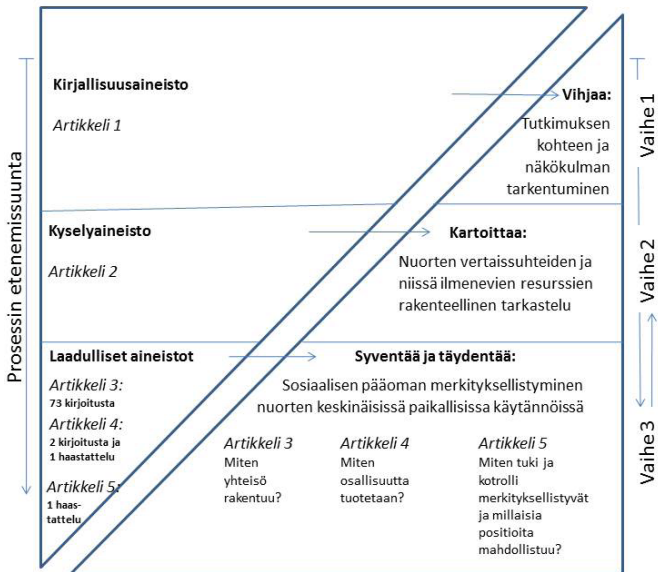 Prosessin etenemissuunta
Kirjallisuusaineisto
Artikkeli 1
Vihjaa:
Tutkimuksen
kohteen ja
näkökulman
tarkentuminen
Vaihe 1
Kyselyaineisto
Artikkeli 2
Kartoittaa:
Nuorten vertaissuhteiden ja
niissä ilmenevien resurssien
rakenteellinen tarkastelu
Vaihe 2
Laadulliset aineistot
Artikkeli 3:
73 kirjoitusta
Artikkeli 4:
2 kirjoitusta ja
1 haastattelu
Artikkeli 5:
1 haas-
tattelu
Syventää ja täydentää:
Sosiaalisen pääoman merkityksellistyminen
nuorten keskinäisissä paikallisissa käytännöissä
Artikkeli 3
Miten
yhteisö
rakentuu?
Artikkeli 4
Miten
osallisuutta
tuotetaan?
Artikkeli 5
Miten tuki ja
kotrolli
merkityksellistyvät
ja millaisia
positioita
mahdollistuu?
Vaihe 3